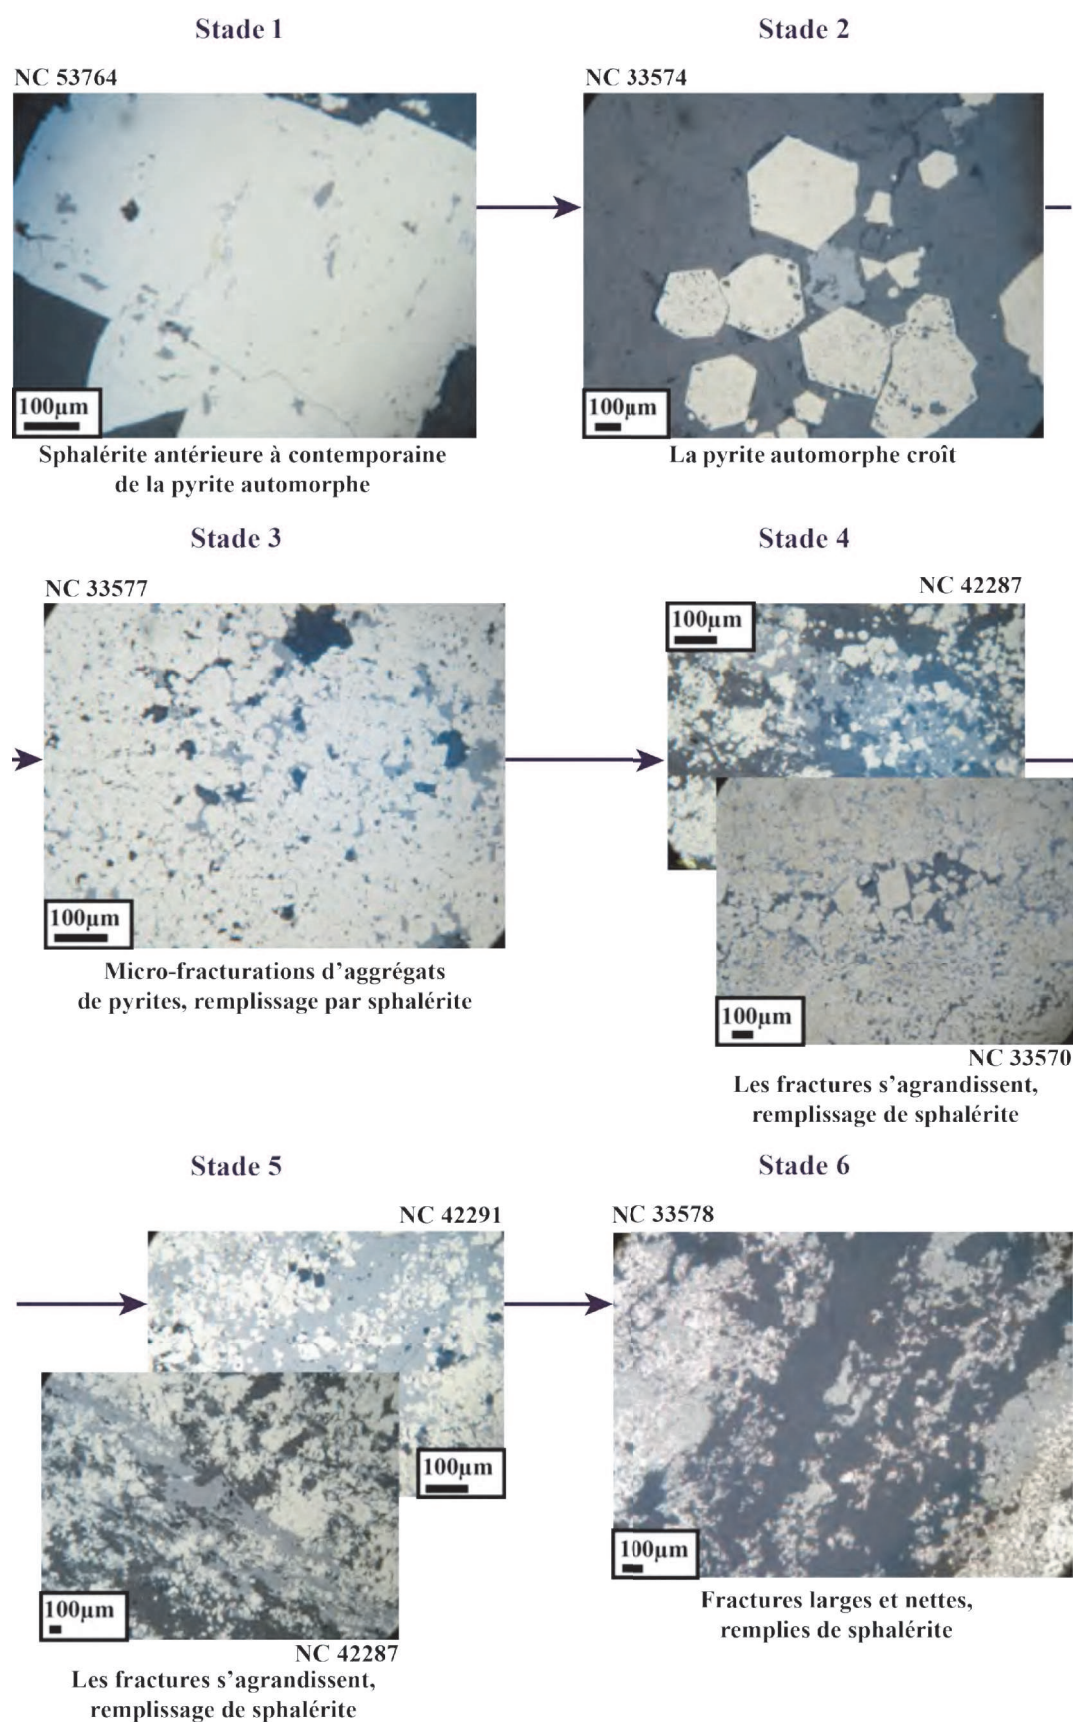 Stade 1
Stade 2
NC 53764
NC 33574
100µm
100µm
Sphalérite antérieure à contemporaine
de la pyrite automorphe
La pyrite automorphe croît
Stade 3
Stade 4
NC 33577
NC 42287
100µm
100µm
100µm
Micro-fracturations d'aggrégats
de pyrites, remplissage par sphalérite
NC 33570
Les fractures s'agrandissent,
remplissage de sphalérite
Stade 5
Stade 6
NC 42291
NC 33578
100µm
100µm
100µm
NC 42287
Les fractures s'agrandissent,
remplissage de sphalérite
Fractures larges et nettes,
remplies de sphalérite